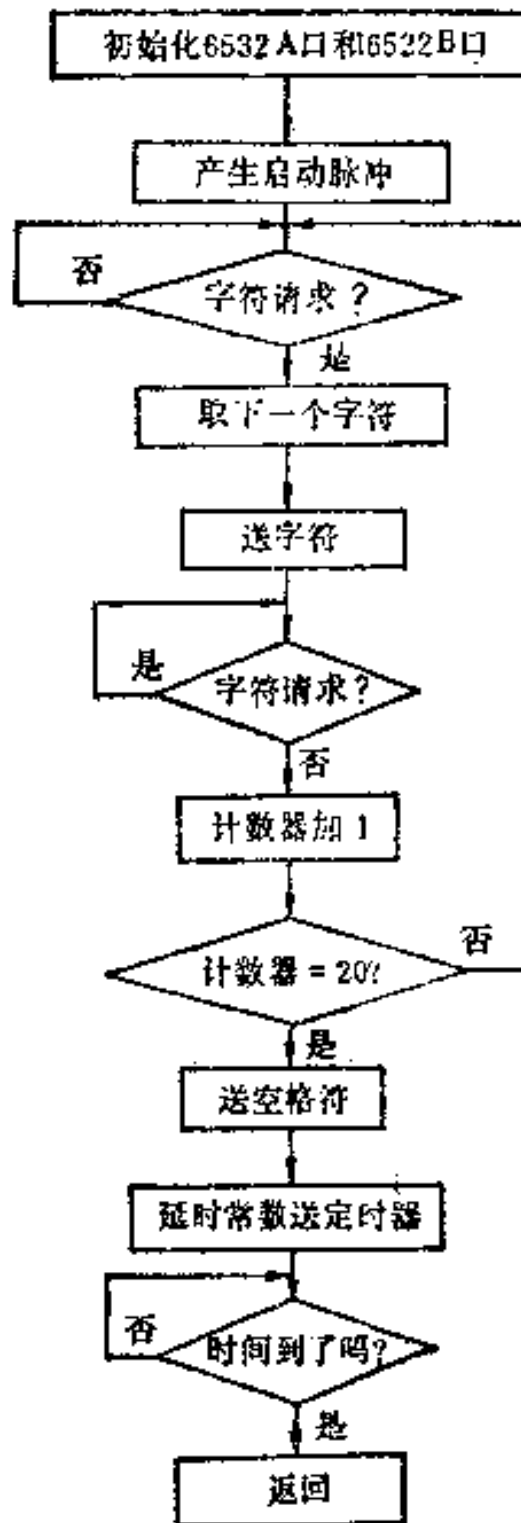 初始化6532A口和6522B口
产生启动脉冲
否
字符请求？
是
取下一个字符
送字符
是
字符请求？
否
计数器加1
否
计数器=20?
是
送空格符
延时常数送定时器
否
时间到了吗?
是
返回